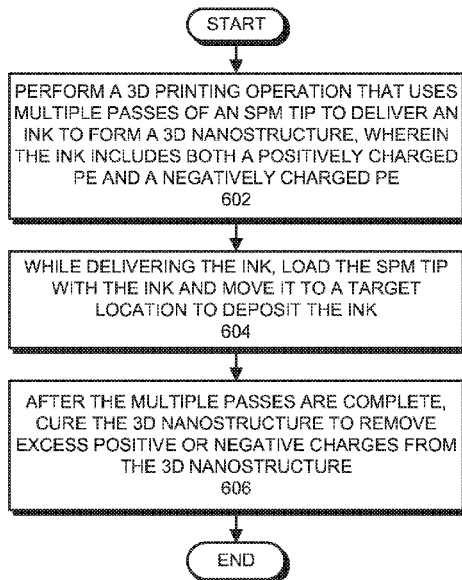 START
PERFORM A 3D PRINTING OPERATION THAT USES
MULTIPLE PASSES OF AN SPM TIP TO DELIVER AN
INK TO FORM A 3D NANOSTRUCTURE, WHEREIN
THE INK INCLUDES BOTH A POSITIVELY CHARGED
PE AND A NEGATIVELY CHARGED PE
602
WHILE DELIVERING THE INK, LOAD THE SPM TIP
WITH THE INK AND MOVE IT TO A TARGET
LOCATION TO DEPOSIT THE INK
604
AFTER THE MULTIPLE PASSES ARE COMPLETE,
CURE THE 3D NANOSTRUCTURE TO REMOVE
EXCESS POSITIVE OR NEGATIVE CHARGES FROM
THE 3D NANOSTRUCTURE
606
END